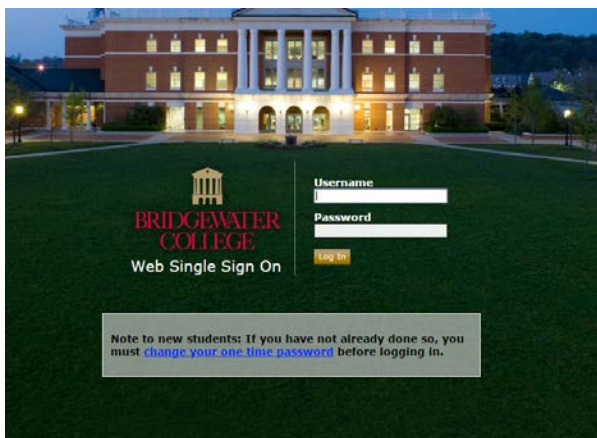 BRIDGEWATER
COLLEGE
Web Single Sign On
Username
Password
Log In
Note to new students: If you have not already done so, you
must change your one time password before logging in.